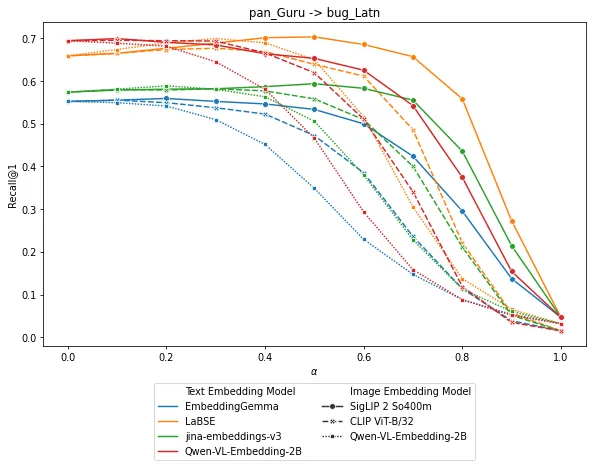 pan_Guru -> bug_Latn
Recall@1
0.7
0.6
0.5
0.4
0.3
0.2
0.1
0.0
0.0 0.2 0.4 0.6 0.8 1.0
α
Text Embedding Model
EmbeddingGemma
LaBSE
jina-embeddings-v3
Qwen-VL-Embedding-2B
Image Embedding Model
SigLIP 2 So400m
CLIP ViT-B/32
Qwen-VL-Embedding-2B